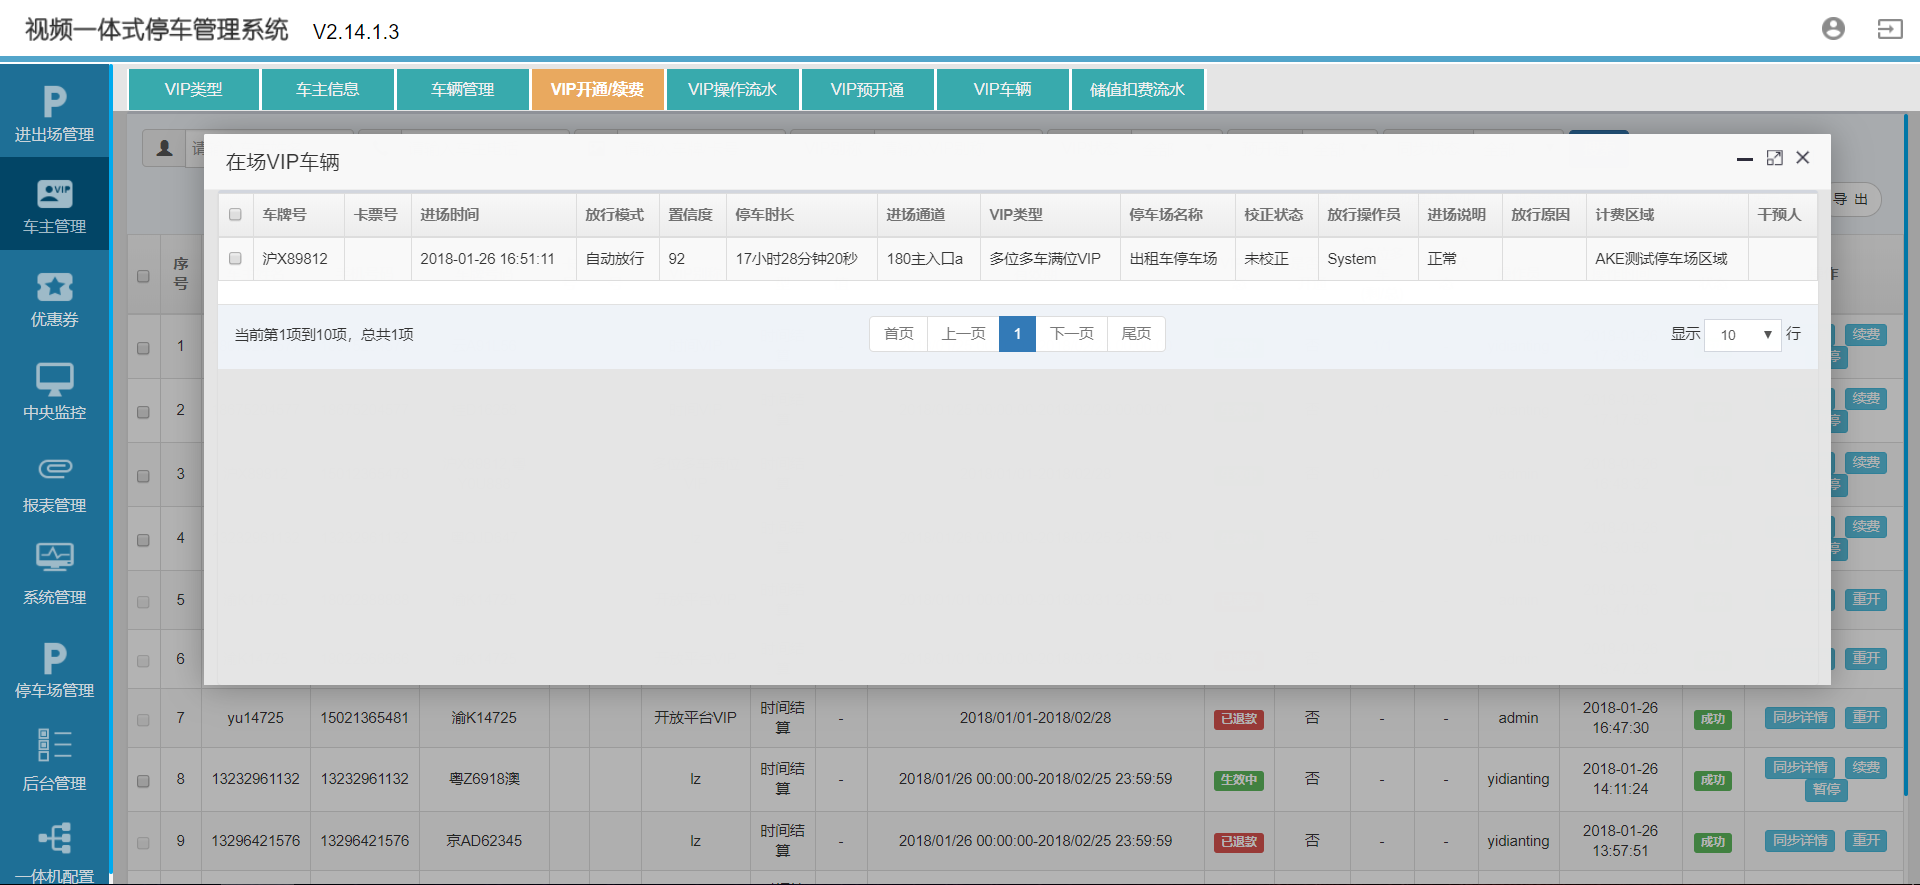 视频一体式停车管理系统 V2.14.1.3
进出场管理
车主管理
优惠券
中央监控
报表管理
系统管理
停车场管理
后台管理
一体机配置
VIP类型 车主信息 车辆管理 VIP开通/续费 VIP操作流水 VIP预开通 VIP车辆 储值扣费流水
请
导 出
在场VIP车辆
车牌号 卡票号 进场时间 放行模式 置信度 停车时长 进场通道 VIP类型 停车场名称 校正状态 放行操作员 进场说明 放行原因 计费区域 干预人
沪X89812 2018-01-26 16:51:11 自动放行 92 17小时28分钟20秒 180主入口a 多位多车满位VIP 出租车停车场 未校正 System 正常 AKE测试停车场区域
当前第1项到10项，总共1项 首页 上一页 1 下一页 尾页 显示 10 行
序号 作
1 续费 停
2 续费 停
3 续费 停
4 续费 停
5 重开
6 重开
7 yu14725 15021365481 渝K14725 开放平台VIP 时间结算 - 2018/01/01-2018/02/28 已退款 否 - - admin 2018-01-26 16:47:30 成功 同步详情 重开
8 13232961132 13232961132 粤Z6918澳 lz 时间结算 - 2018/01/26 00:00:00-2018/02/25 23:59:59 生效中 否 - - yidianting 2018-01-26 14:11:24 成功 同步详情 续费 暂停
9 13296421576 13296421576 京AD62345 lz 时间结算 - 2018/01/26 00:00:00-2018/02/25 23:59:59 已退款 否 - - yidianting 2018-01-26 13:57:51 成功 同步详情 重开